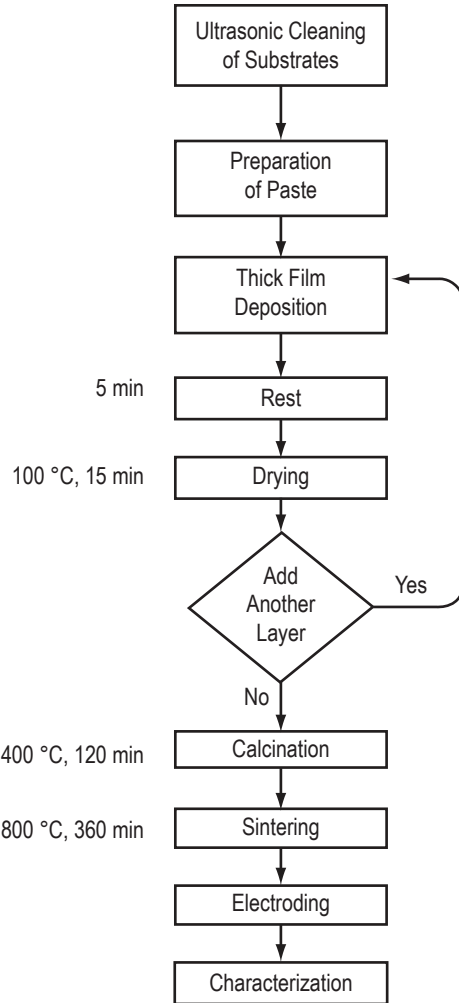 Ultrasonic Cleaning
of Substrates
Preparation
of Paste
Thick Film
Deposition
5 min
Rest
100 °C, 15 min
Drying
Add
Another
Layer
Yes
No
400 °C, 120 min
Calcination
800 °C, 360 min
Sintering
Electroding
Characterization